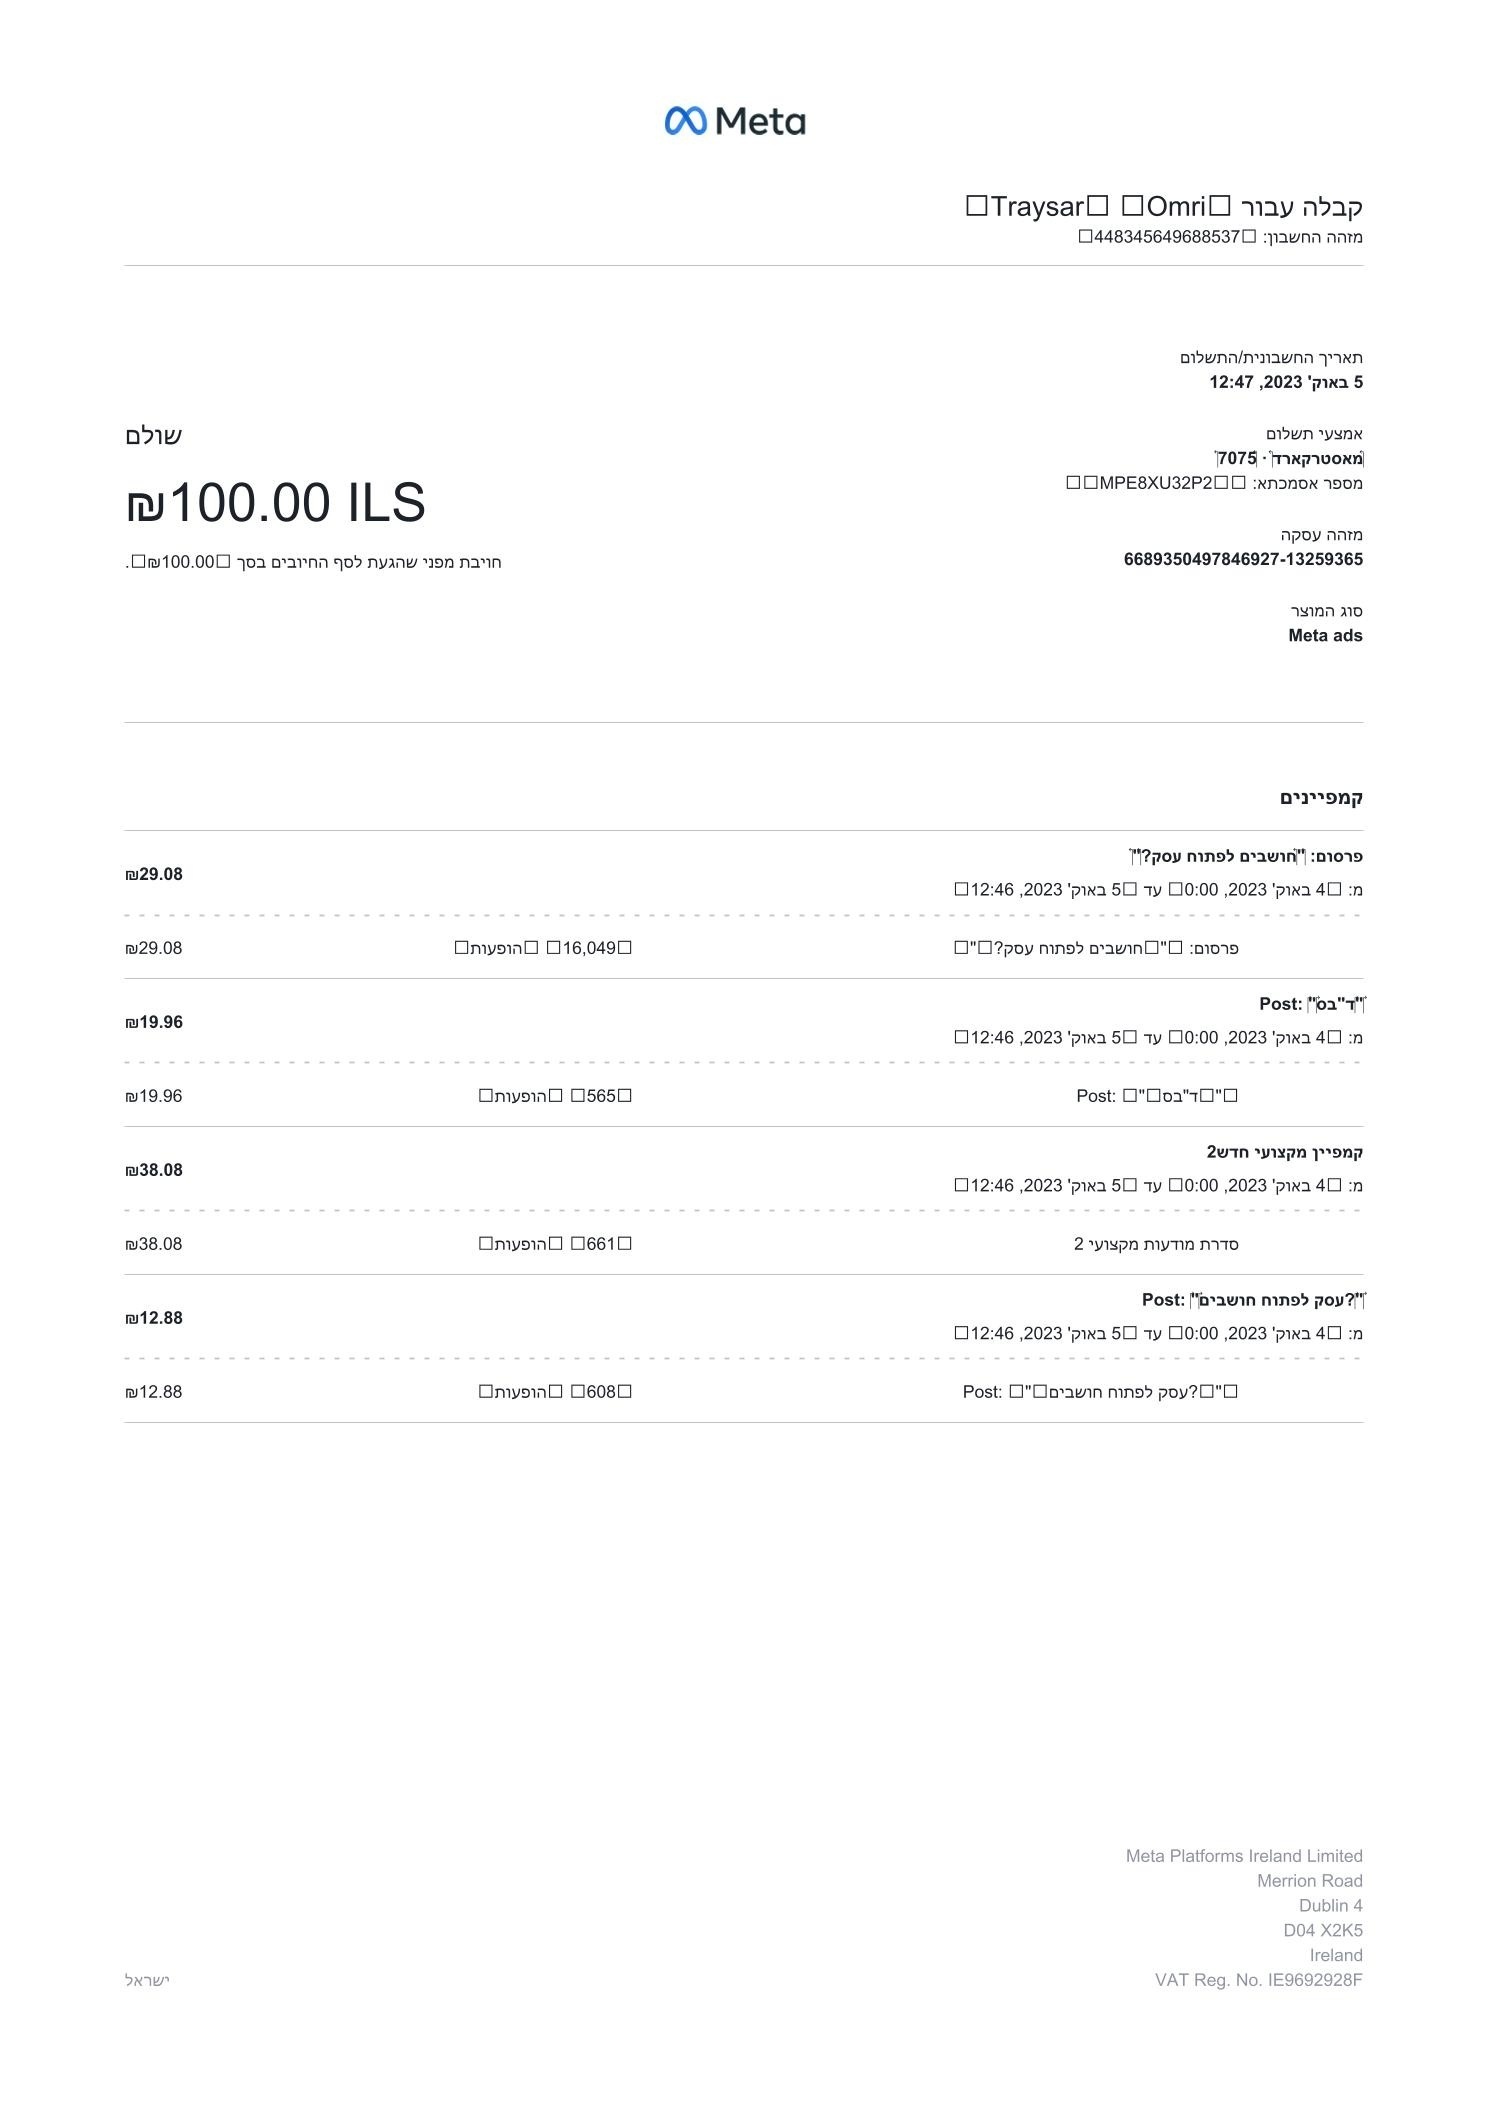 Meta
קבלה עבור Omri Traysar
מזהה החשבון: 448345649688537
תאריך החשבונית/התשלום
5 באוק' 2023, 12:47
אמצעי תשלום
מאסטרקארד · 7075
מספר אסמכתא: MPE8XU32P2
מזהה עסקה
6689350497846927-13259365
סוג המוצר
Meta ads
שולם
₪100.00 ILS
חויבת מפני שהגעת לסף החיובים בסך ₪100.00.
קמפיינים
פרסום: "חושבים לפתוח עסק?"
₪29.08
מ: 4 באוק' 2023, 0:00 עד 5 באוק' 2023, 12:46
פרסום: "חושבים לפתוח עסק?" 16,049 הופעות ₪29.08
Post: "ד"בס"
₪19.96
מ: 4 באוק' 2023, 0:00 עד 5 באוק' 2023, 12:46
Post: "ד"בס" 565 הופעות ₪19.96
קמפיין מקצועי חדש2
₪38.08
מ: 4 באוק' 2023, 0:00 עד 5 באוק' 2023, 12:46
סדרת מודעות מקצועי 2 661 הופעות ₪38.08
Post: "?עסק לפתוח חושבים"
₪12.88
מ: 4 באוק' 2023, 0:00 עד 5 באוק' 2023, 12:46
Post: "?עסק לפתוח חושבים" 608 הופעות ₪12.88
Meta Platforms Ireland Limited
Merrion Road
Dublin 4
D04 X2K5
Ireland
VAT Reg. No. IE9692928F
ישראל